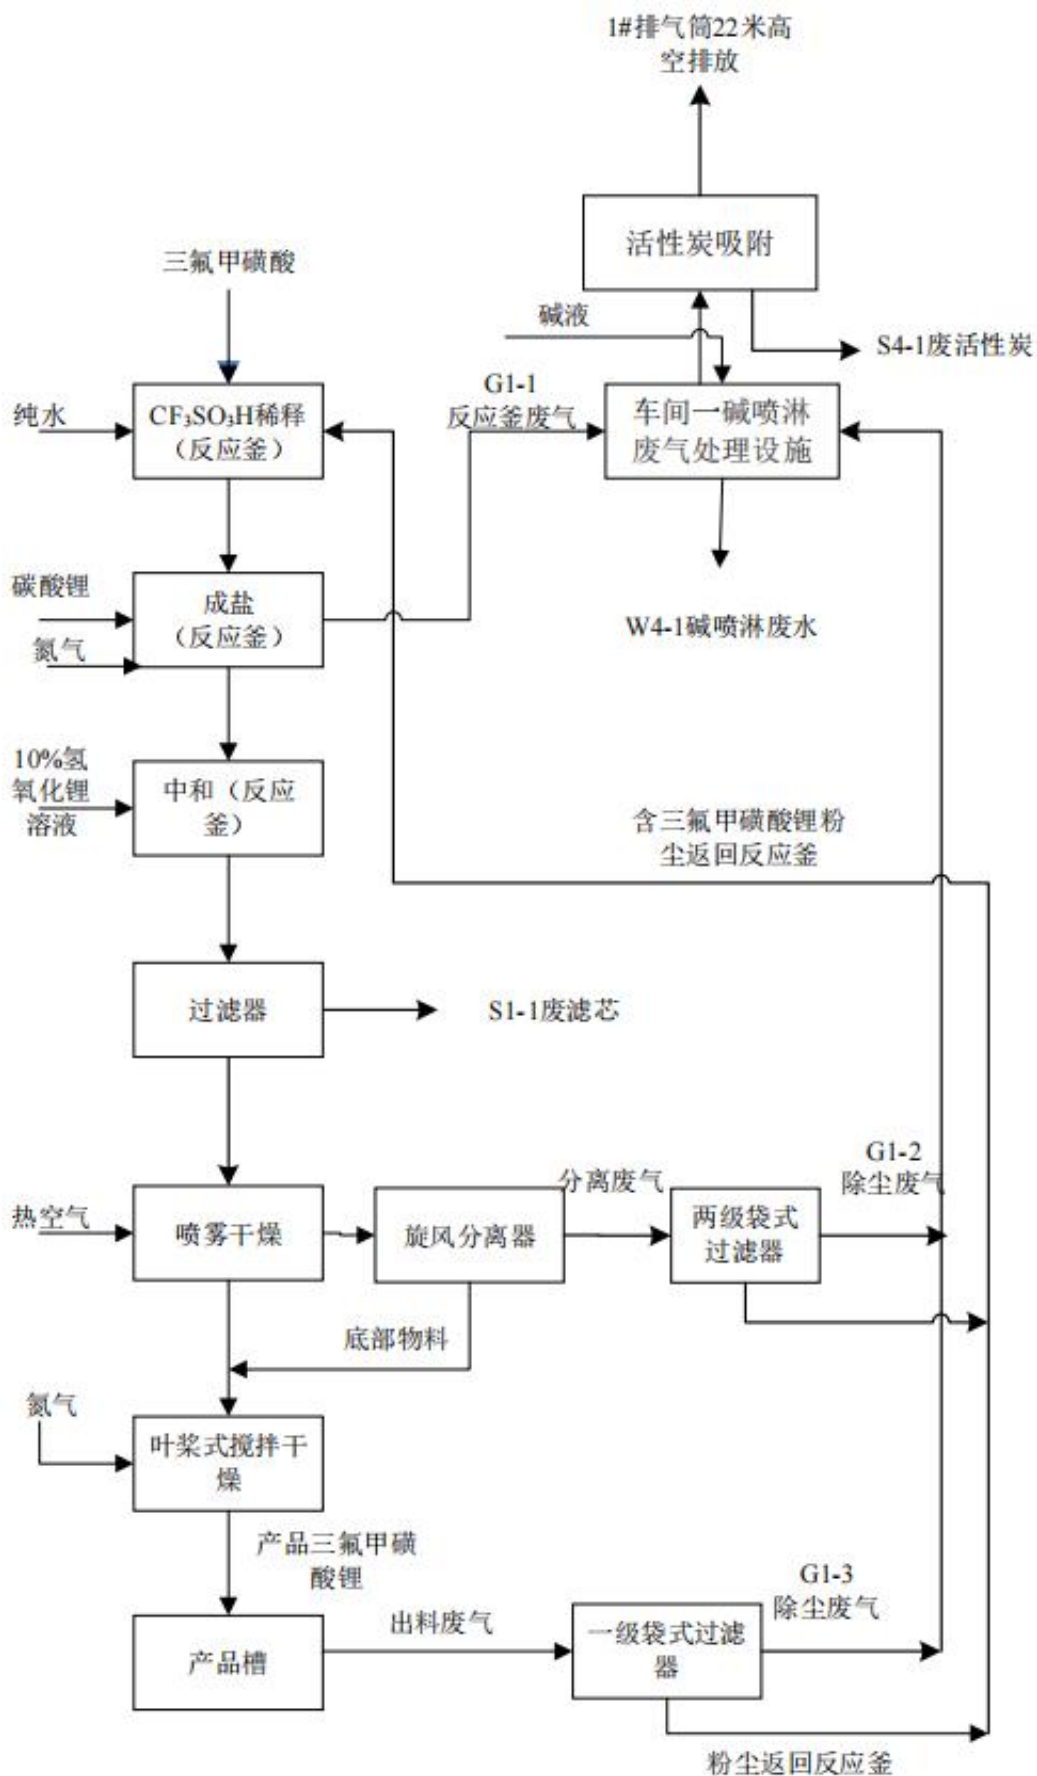 1#排气筒22米高
空排放
活性炭吸附
三氟甲磺酸
碱液
S4-1废活性炭
G1-1
反应釜废气
纯水
CF₃SO₃H稀释
（反应釜）
车间一碱喷淋
废气处理设施
碳酸锂
成盐
（反应釜）
氮气
W4-1碱喷淋废水
10%氢
氧化锂
溶液
中和（反应
釜）
含三氟甲磺酸锂粉
尘返回反应釜
过滤器
S1-1废滤芯
G1-2
除尘废气
分离废气
热空气
喷雾干燥
旋风分离器
两级袋式
过滤器
底部物料
氮气
叶桨式搅拌干
燥
产品三氟甲磺
酸锂
G1-3
除尘废气
出料废气
产品槽
一级袋式过滤
器
粉尘返回反应釜